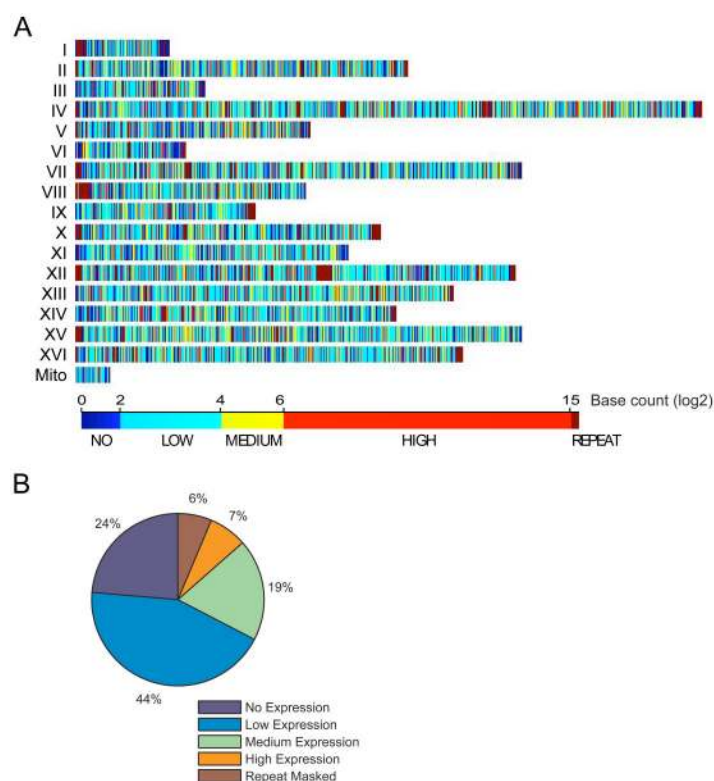 A
I
II
III
IV
V
VI
VII
VIII
IX
X
XI
XII
XIII
XIV
XV
XVI
Mito
0 2 4 6 15 Base count (log2)
NO LOW MEDIUM HIGH REPEAT
B
6%
7%
24%
19%
44%
No Expression
Low Expression
Medium Expression
High Expression
Repeat Masked